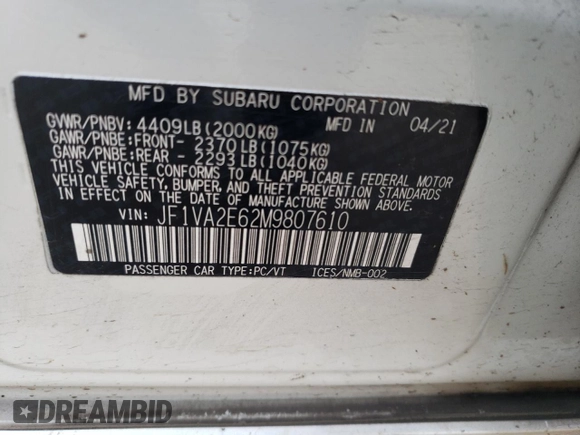 MFD BY SUBARU CORPORATION
GVWR/PNBV: 4409LB(2000KG) MFD IN 04/21
GAWR/PNBE:FRONT- 2370LB(1075KG)
GAWR/PNBE:REAR - 2293LB(1040KG)
THIS VEHICLE CONFORMS TO ALL APPLICABLE FEDERAL MOTOR
VEHICLE SAFETY, BUMPER, AND THEFT PREVENTION STANDARDS
IN EFFECT ON THE DATE OF MANUFACTURE SHOWN ABOVE.
VIN: JF1VA2E62M9807610
PASSENGER CAR TYPE:PC/VT ICES/NMB-002
DREAMBID